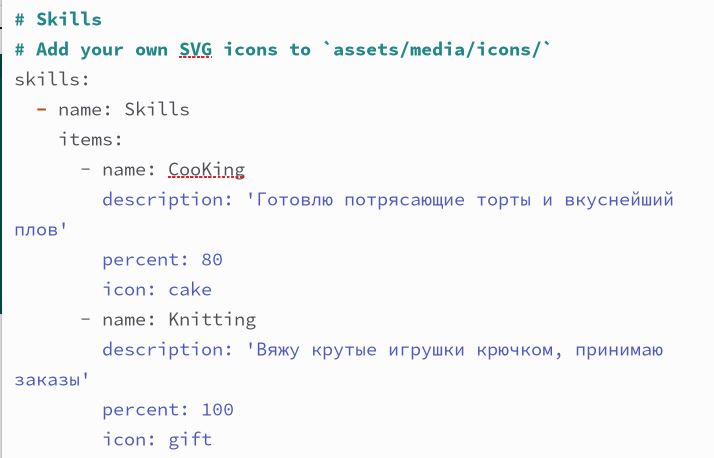 # Skills
# Add your own SVG icons to `assets/media/icons/`
skills:
  - name: Skills
    items:
      - name: CooKing
        description: 'Готовлю потрясающие торты и вкуснейший
плов'
        percent: 80
        icon: cake
      - name: Knitting
        description: 'Вяжу крутые игрушки крючком, принимаю
заказы'
        percent: 100
        icon: gift